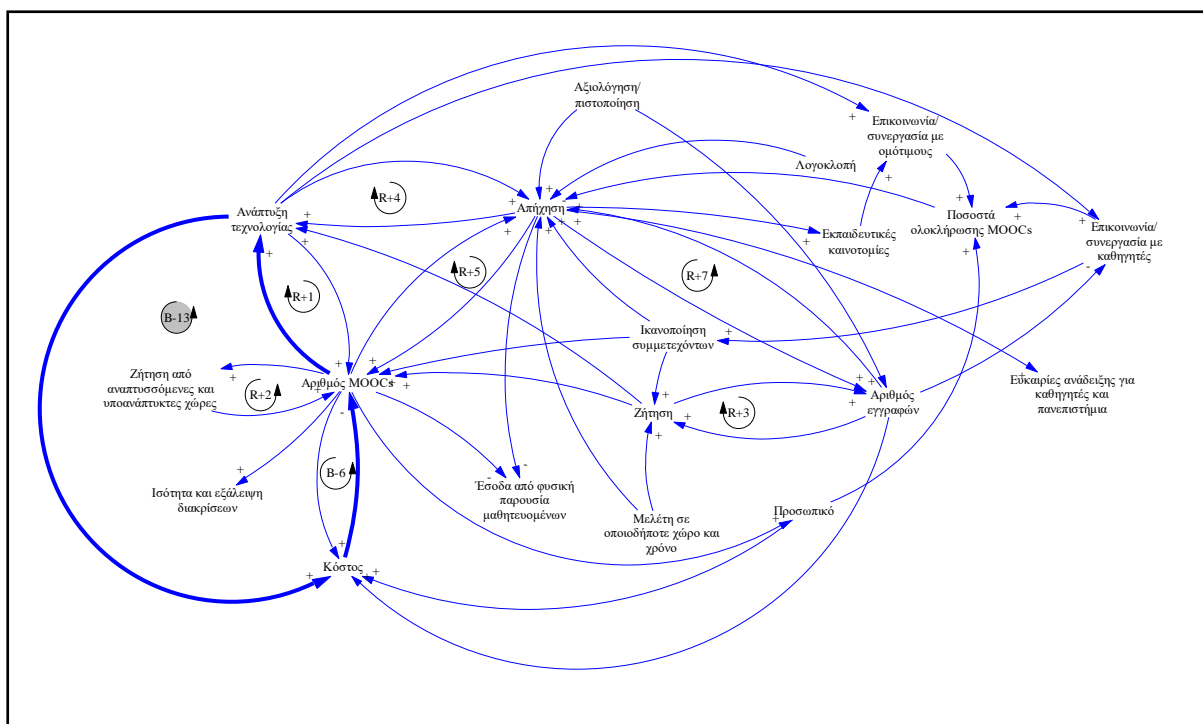 Αξιολόγηση/
πιστοποίηση
Επικοινωνία/
συνεργασία με
ομότιμους
Λογοκλοπή
R+4
Ανάπτυξη
τεχνολογίας
Απήχηση
Ποσοστά
ολοκλήρωσης MOOCs
Εκπαιδευτικές
καινοτομίες
Επικοινωνία/
συνεργασία με
καθηγητές
R+5
R+7
R+1
B-13
Ικανοποίηση
συμμετεχόντων
Ζήτηση από
αναπτυσσόμενες και
υποανάπτυκτες χώρες
R+2
Αριθμός MOOCs
Ευκαιρίες ανάδειξης για
καθηγητές και
πανεπιστήμια
Ζήτηση
R+3
Αριθμός
εγγραφών
B-6
Ισότητα και εξάλειψη
διακρίσεων
Έσοδα από φυσική
παρουσία
μαθητευομένων
Μελέτη σε
οποιοδήποτε χώρο και
χρόνο
Προσωπικό
Κόστος